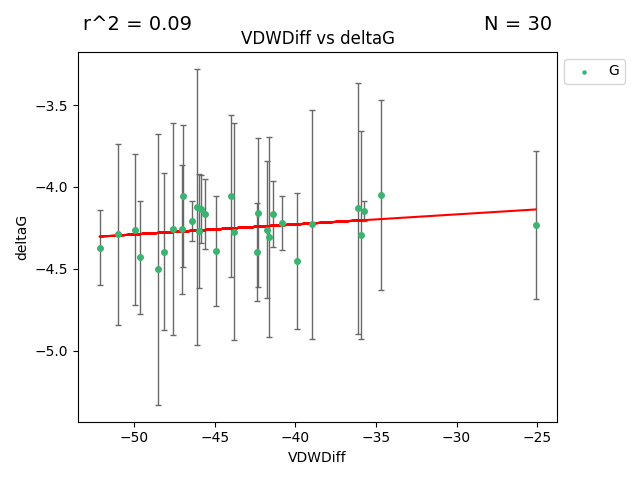 r^2 = 0.09
N = 30
VDWDiff vs deltaG
G
−3.5
−4.0
−4.5
−5.0
deltaG
−50
−45
−40
−35
−30
−25
VDWDiff